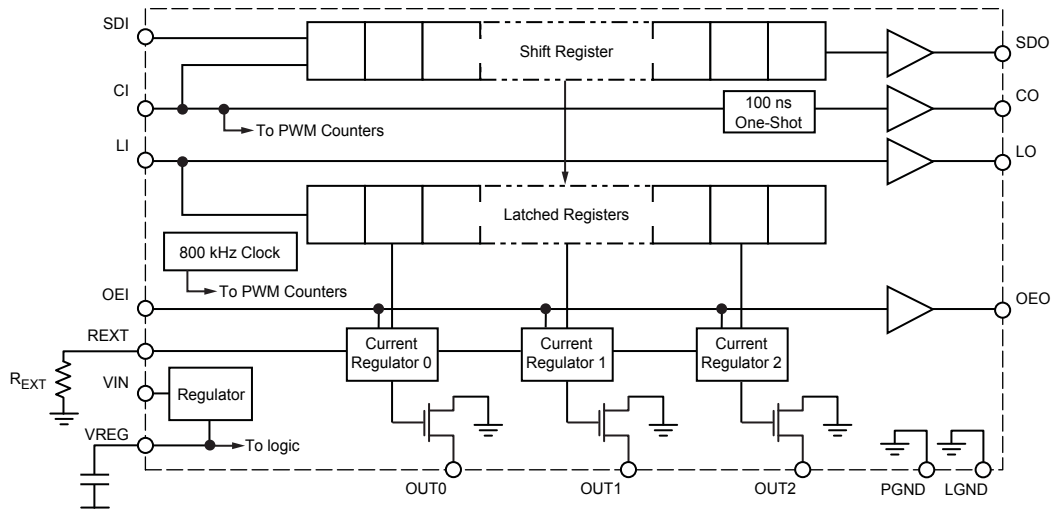 SDI
Shift Register
SDO
CI
100 ns
One-Shot
CO
To PWM Counters
LI
LO
Latched Registers
800 kHz Clock
To PWM Counters
OEI
OEO
REXT
Current
Regulator 0
Current
Regulator 1
Current
Regulator 2
REXT
VIN
Regulator
VREG
To logic
OUT0
OUT1
OUT2
PGND
LGND